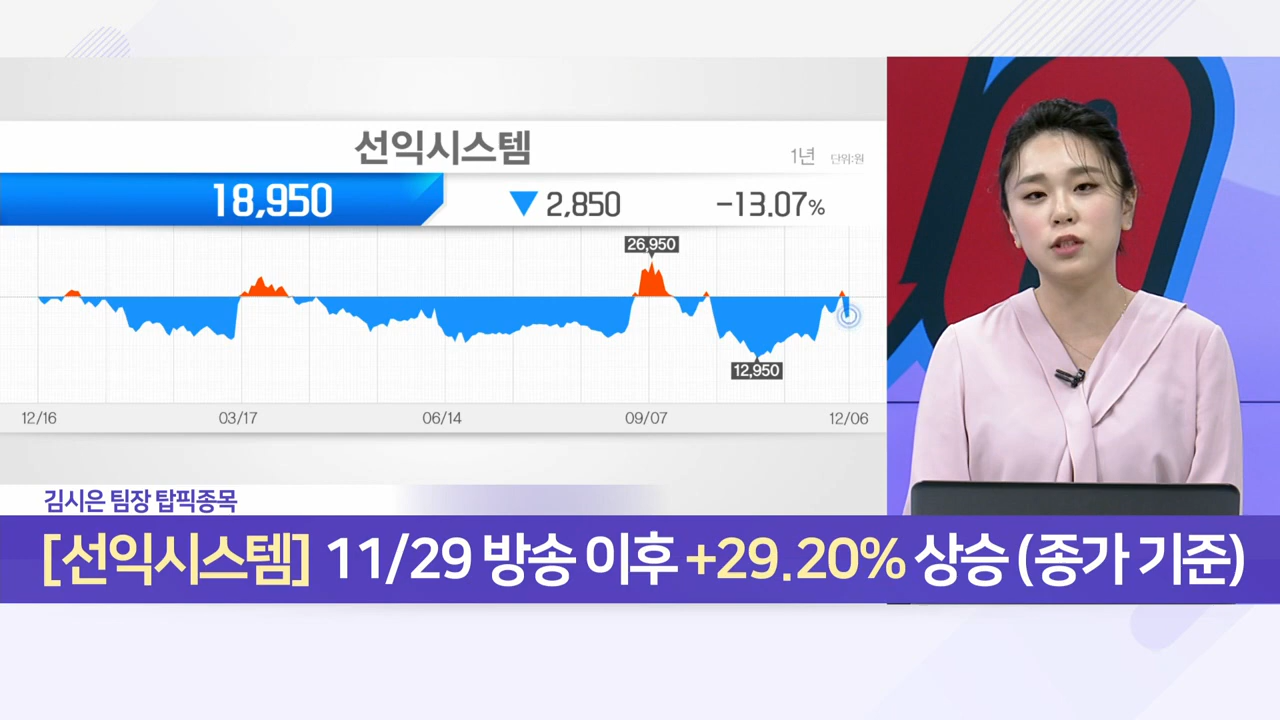 선익시스템
1년 단위:원
18,950 ▼ 2,850 -13.07%
26,950
12,950
12/16 03/17 06/14 09/07 12/06
김시은 팀장 탑픽종목
[선익시스템] 11/29 방송 이후 +29.20% 상승 (종가 기준)